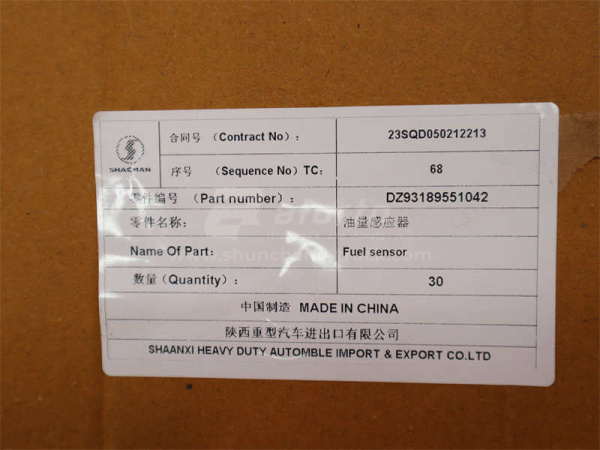 SHACMAN
合同号 （Contract No）： 23SQD050212213
序号 （Sequence No）TC： 68
零件编号 （Part number）： DZ93189551042
零件名称： 油量感应器
Name Of Part： Fuel sensor
数量（Quantity）： 30
中国制造 MADE IN CHINA
陕西重型汽车进出口有限公司
SHAANXI HEAVY DUTY AUTOMBLE IMPORT & EXPORT CO.LTD